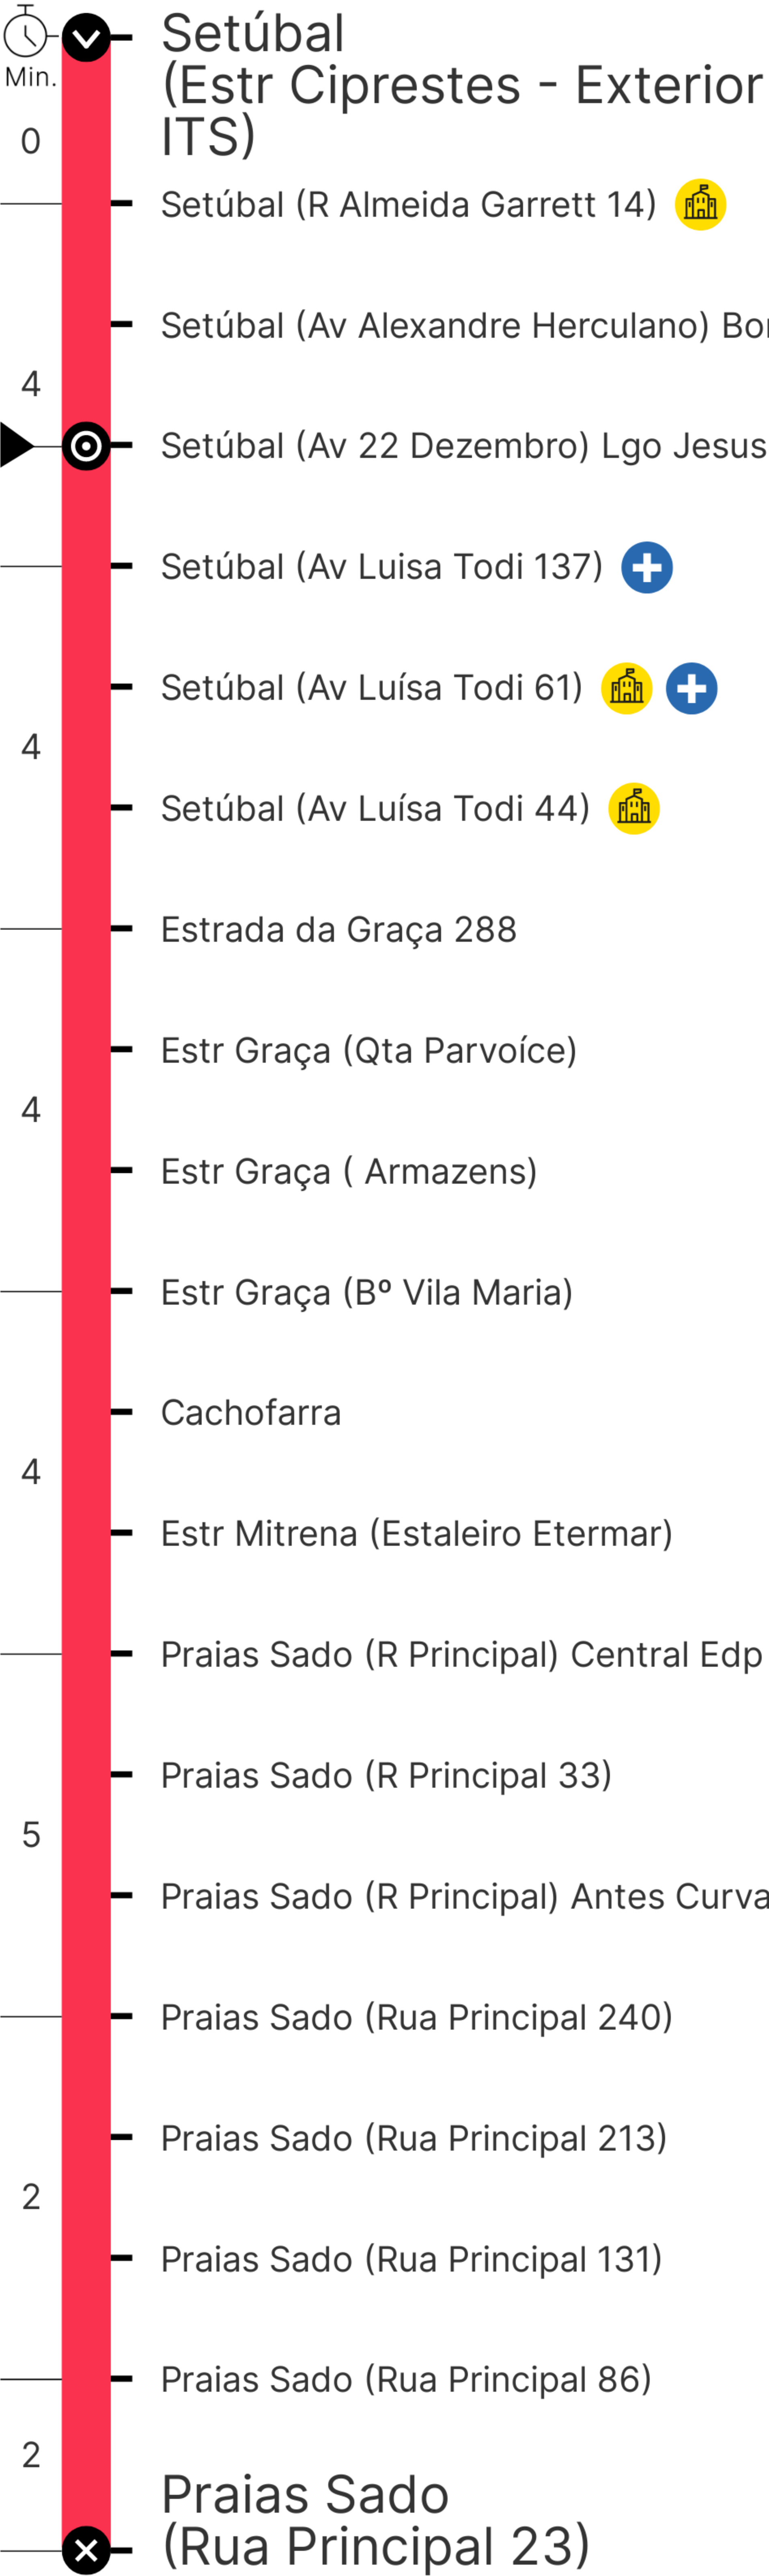 Setúbal
Min.
(Estr Ciprestes - Exterior
ITS)
0
Setúbal (R Almeida Garrett 14)
Setúbal (Av Alexandre Herculano)
4
Setúbal (Av 22 Dezembro) Lgo Jesus
Setúbal (Av Luisa Todi 137)
Setúbal (Av Luísa Todi 61)
4
Setúbal (Av Luísa Todi 44)
Estrada da Graça 288
Estr Graça (Qta Parvoíce)
4
Estr Graça ( Armazens)
Estr Graça (Bº Vila Maria)
Cachofarra
4
Estr Mitrena (Estaleiro Etermar)
Praias Sado (R Principal) Central Edp
Praias Sado (R Principal 33)
5
Praias Sado (R Principal) Antes Curva
Praias Sado (Rua Principal 240)
Praias Sado (Rua Principal 213)
2
Praias Sado (Rua Principal 131)
Praias Sado (Rua Principal 86)
2
Praias Sado
(Rua Principal 23)